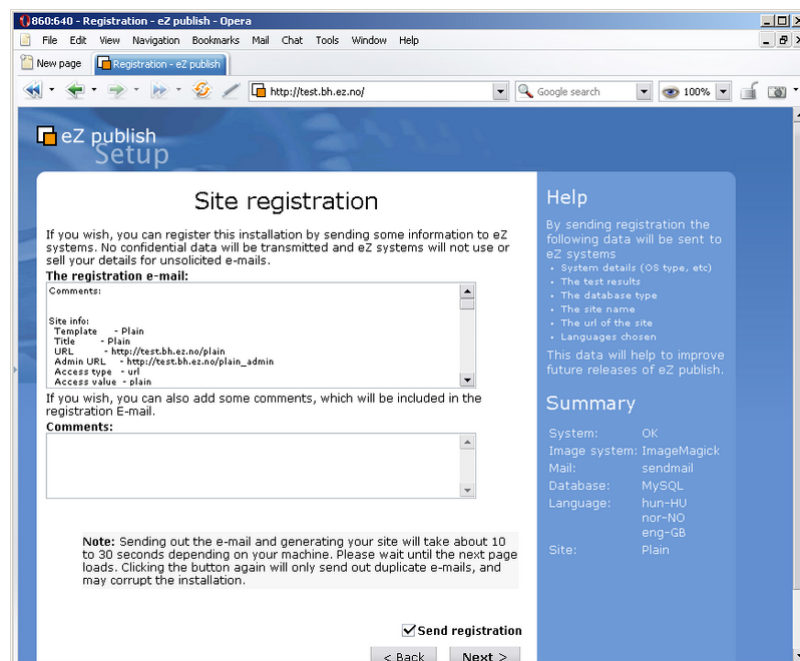 860:640 - Registration - eZ publish - Opera
File Edit View Navigation Bookmarks Mail Chat Tools Window Help
New page Registration - eZ publish
http://test.bh.ez.no/ Google search 100%
eZ publish
Setup
Site registration
If you wish, you can register this installation by sending some information to eZ
systems. No confidential data will be transmitted and eZ systems will not use or
sell your details for unsolicited e-mails.
The registration e-mail:
Comments:
Site info:
Template - Plain
Title - Plain
URL - http://test.bh.ez.no/plain
Admin URL - http://test.bh.ez.no/plain_admin
Access type - url
Access value - plain
If you wish, you can also add some comments, which will be included in the
registration E-mail.
Comments:
Note: Sending out the e-mail and generating your site will take about 10
to 30 seconds depending on your machine. Please wait until the next page
loads. Clicking the button again will only send out duplicate e-mails, and
may corrupt the installation.
Send registration
< Back Next >
Help
By sending registration the
following data will be sent to
eZ systems
• System details (OS type, etc)
• The test results
• The database type
• The site name
• The url of the site
• Languages chosen
This data will help to improve
future releases of eZ publish.
Summary
System: OK
Image system: ImageMagick
Mail: sendmail
Database: MySQL
Language: hun-HU
nor-NO
eng-GB
Site: Plain